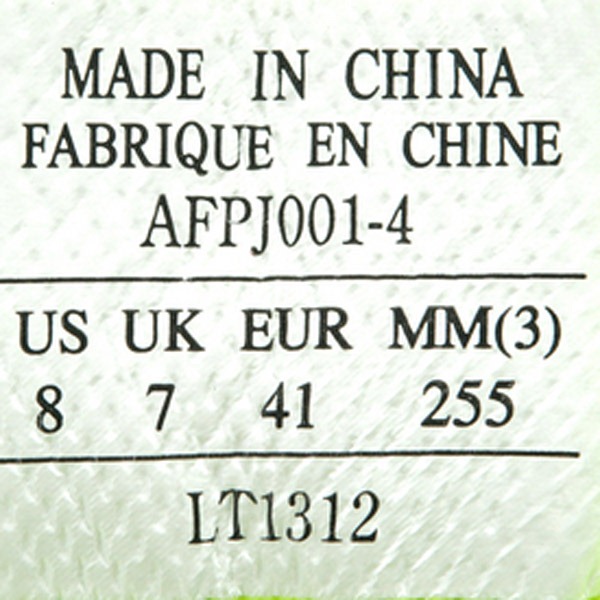 MADE IN CHINA
FABRIQUE EN CHINE
AFPJ001-4
US UK EUR MM(3)
8 7 41 255
LT1312